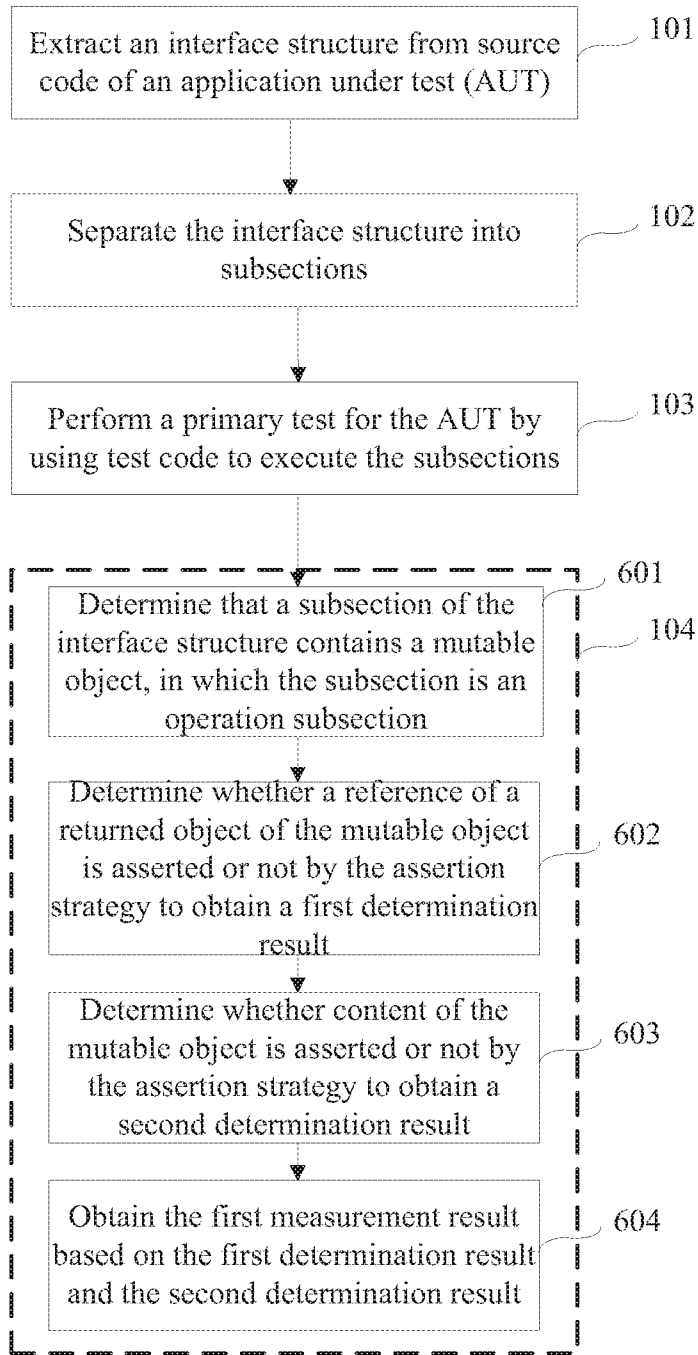 Extract an interface structure from source
code of an application under test (AUT)
101
Separate the interface structure into
subsections
102
Perform a primary test for the AUT by
using test code to execute the subsections
103
601
104
Determine that a subsection of the
interface structure contains a mutable
object, in which the subsection is an
operation subsection
Determine whether a reference of a
returned object of the mutable object
is asserted or not by the assertion
strategy to obtain a first determination
result
602
Determine whether content of the
mutable object is asserted or not by
the assertion strategy to obtain a
second determination result
603
Obtain the first measurement result
based on the first determination result
and the second determination result
604